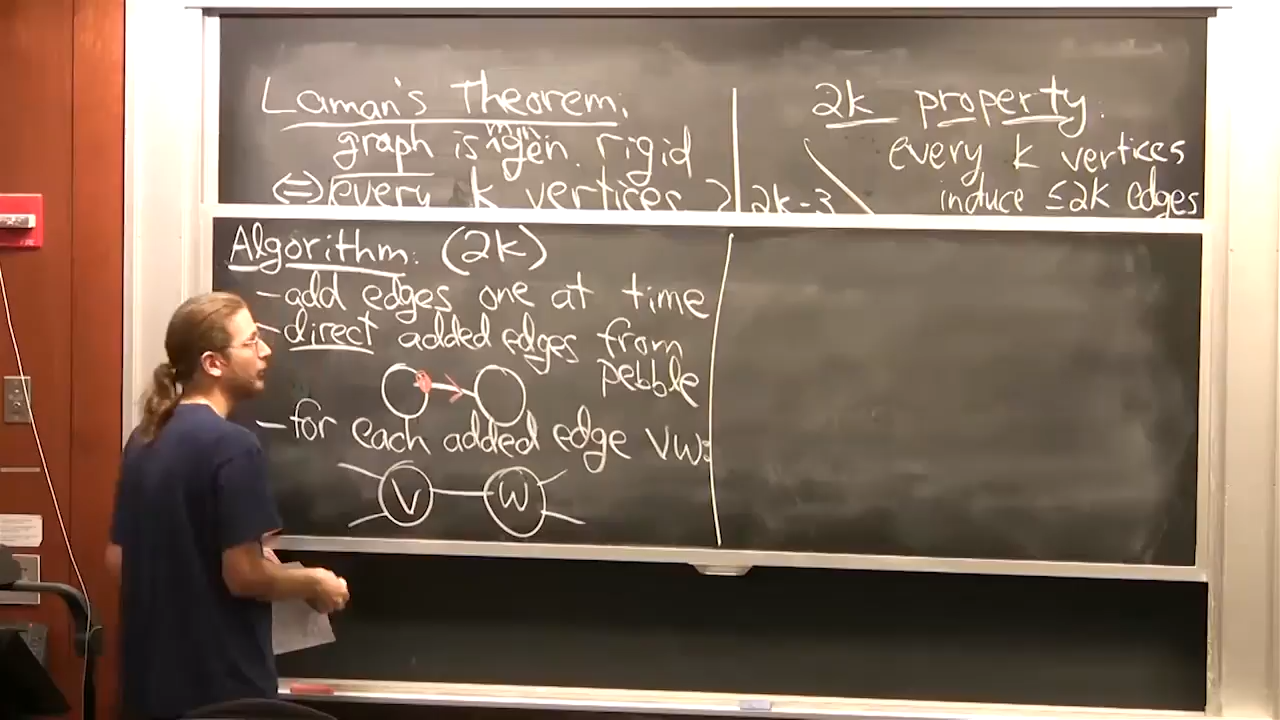 Laman's Theorem:
graph is min gen. rigid
⇔ every k vertices
2k-3
2k property:
every k vertices
induce ≤2k edges
Algorithm: (2k)
-add edges one at time
-direct added edges from
pebble
-for each added edge vw:
V W